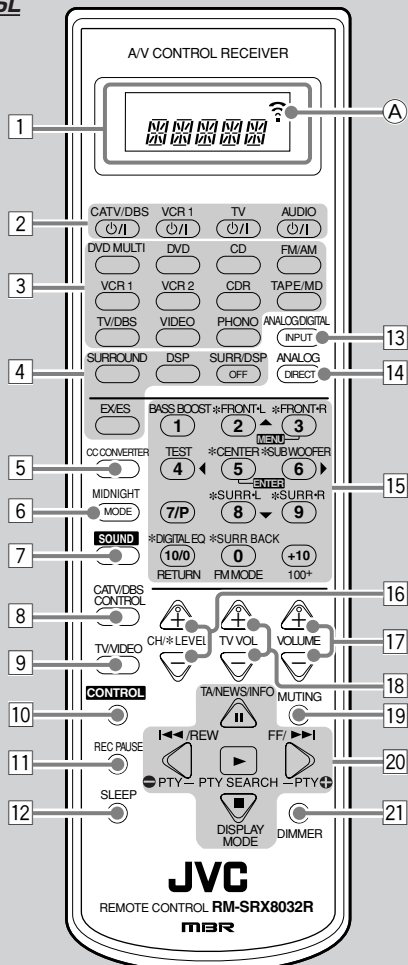 SL
A/V CONTROL RECEIVER
A
1
2
CATV/DBS VCR 1 TV AUDIO
DVD MULTI DVD CD FM/AM
3
VCR 1 VCR 2 CDR TAPE/MD
TV/DBS VIDEO PHONO ANALOG/DIGITAL
INPUT
13
4
SURROUND DSP SURR/DSP ANALOG
OFF DIRECT
14
EX/ES
BASS BOOST *FRONT•L *FRONT•R
1 2 3
MENU
5
CC CONVERTER
TEST *CENTER *SUBWOOFER
4 5 6
ENTER
15
6
MIDNIGHT
MODE
*SURR•L *SURR•R
7/P 8 9
7
SOUND
*DIGITAL EQ *SURR BACK
10/0 0 +10
RETURN FM MODE 100+
8
CATV/DBS
CONTROL
16
CH/*LEVEL TV VOL VOLUME
17
9
TV/VIDEO
18
10
CONTROL
TA/NEWS/INFO
MUTING
19
11
REC PAUSE
/REW FF/
20
PTY PTY SEARCH PTY
12
SLEEP
DISPLAY
MODE
DIMMER
21
JVC
REMOTE CONTROL RM-SRX8032R
MBR